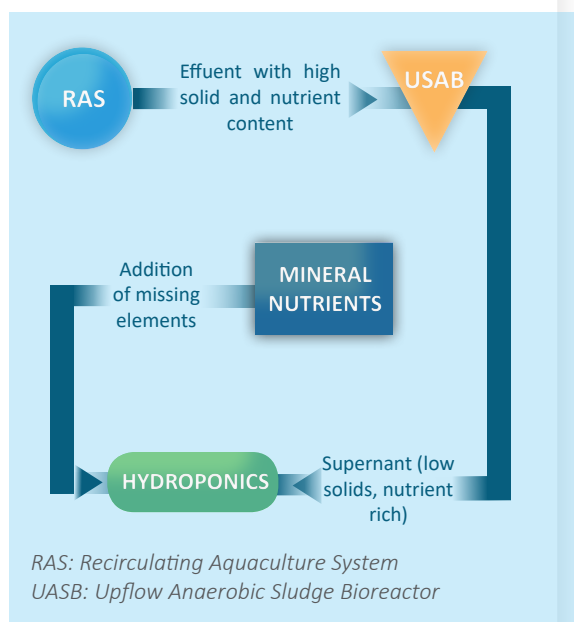 RAS
Effuent with high
solid and nutrient
content
USAB
Addition
of missing
elements
MINERAL
NUTRIENTS
HYDROPONICS
Supernant (low
solids, nutrient
rich)
RAS: Recirculating Aquaculture System
UASB: Upflow Anaerobic Sludge Bioreactor